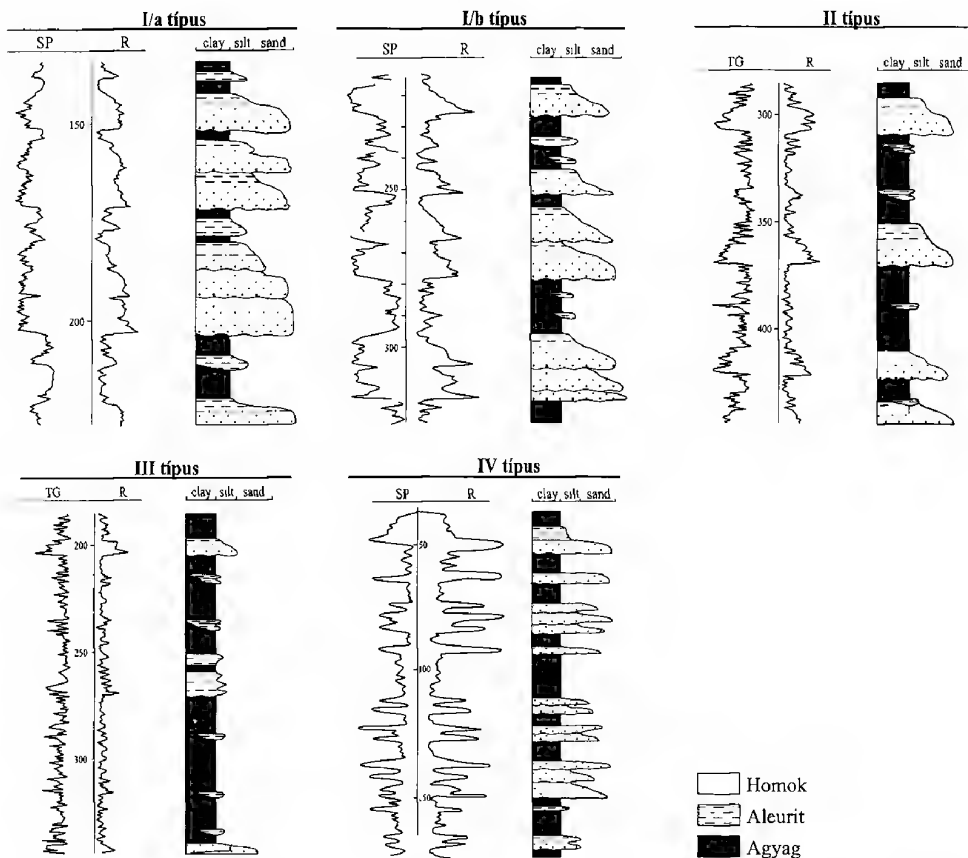 I/a típus
SP R
clay silt sand
150
200
I/b típus
SP R
clay silt sand
250
300
II típus
TG R
clay silt sand
300
350
400
III típus
TG R
clay silt sand
200
250
300
IV típus
SP R
clay silt sand
50
100
50
Homok
Aleurit
Agyag